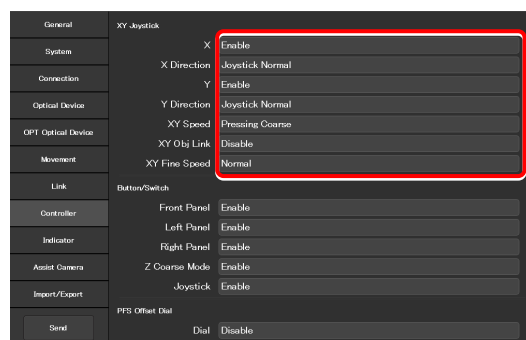 General
System
Connection
Optical Device
OPT Optical Device
Movement
Link
Controller
Indicator
Assist Camera
Import/Export
Send
XY Joystick
X Enable
X Direction Joystick Normal
Y Enable
Y Direction Joystick Normal
XY Speed Pressing Coarse
XY Obj Link Disable
XY Fine Speed Normal
Button/Switch
Front Panel Enable
Left Panel Enable
Right Panel Enable
Z Coarse Mode Enable
Joystick Enable
PFS Offset Dial
Dial Disable